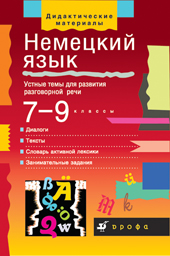 Дидактические
материалы
Немецкий
язык
Устные темы для развития
разговорной речи
7–9 классы
Диалоги
Тексты
Словарь активной лексики
Занимательные задания
Ä
ß
Q
W
m
k
дрофа